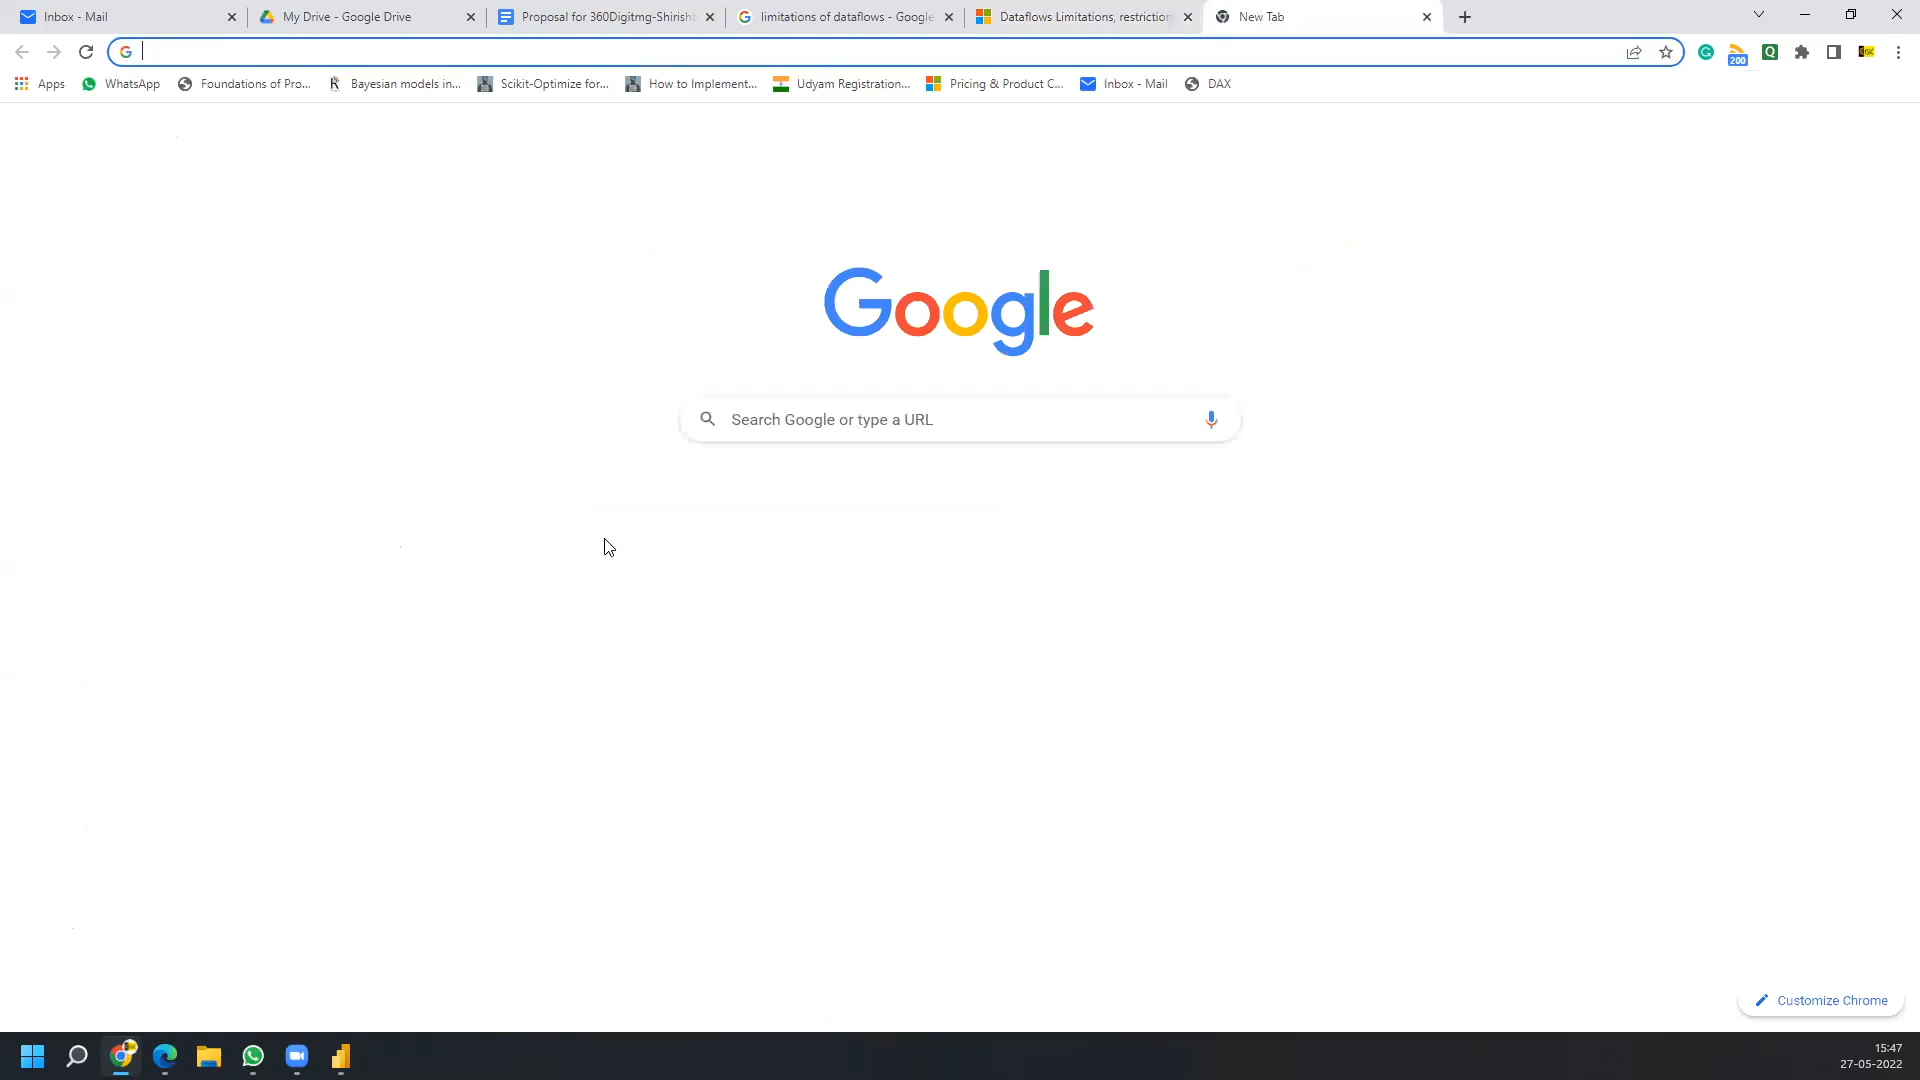 Inbox - Mail
My Drive - Google Drive
Proposal for 360Digitmg-Shirish
limitations of dataflows - Google
Dataflows Limitations, restriction
New Tab
200
Apps
WhatsApp
Foundations of Pro...
Bayesian models in...
Scikit-Optimize for...
How to Implement...
Udyam Registration...
Pricing & Product C...
Inbox - Mail
DAX
Google
Search Google or type a URL
Customize Chrome
15:47
27-05-2022